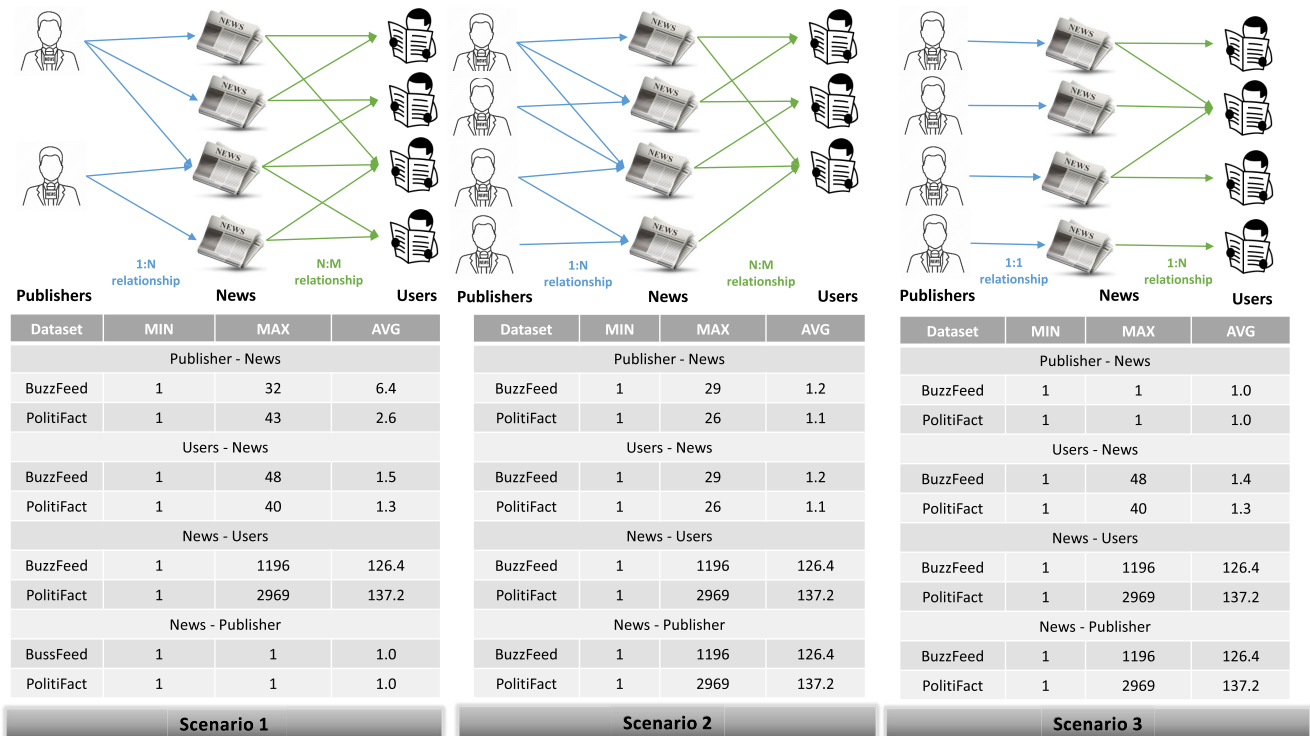 1:N
relationship
N:M
relationship
Publishers
News
Users
Dataset MIN MAX AVG
Publisher - News
BuzzFeed 1 32 6.4
PolitiFact 1 43 2.6
Users - News
BuzzFeed 1 48 1.5
PolitiFact 1 40 1.3
News - Users
BuzzFeed 1 1196 126.4
PolitiFact 1 2969 137.2
News - Publisher
BussFeed 1 1 1.0
PolitiFact 1 1 1.0
Scenario 1
NEWS
NEWS
NEWS
NEWS
1:N
relationship
N:M
relationship
Publishers
News
Users
Dataset MIN MAX AVG
Publisher - News
BuzzFeed 1 29 1.2
PolitiFact 1 26 1.1
Users - News
BuzzFeed 1 29 1.2
PolitiFact 1 26 1.1
News - Users
BuzzFeed 1 1196 126.4
PolitiFact 1 2969 137.2
News - Publisher
BuzzFeed 1 1196 126.4
PolitiFact 1 2969 137.2
Scenario 2
NEWS
NEWS
NEWS
NEWS
1:1
relationship
1:N
relationship
Publishers
News
Users
Dataset MIN MAX AVG
Publisher - News
BuzzFeed 1 1 1.0
PolitiFact 1 1 1.0
Users - News
BuzzFeed 1 48 1.4
PolitiFact 1 40 1.3
News - Users
BuzzFeed 1 1196 126.4
PolitiFact 1 2969 137.2
News - Publisher
BuzzFeed 1 1196 126.4
PolitiFact 1 2969 137.2
Scenario 3
NEWS
NEWS
NEWS
NEWS